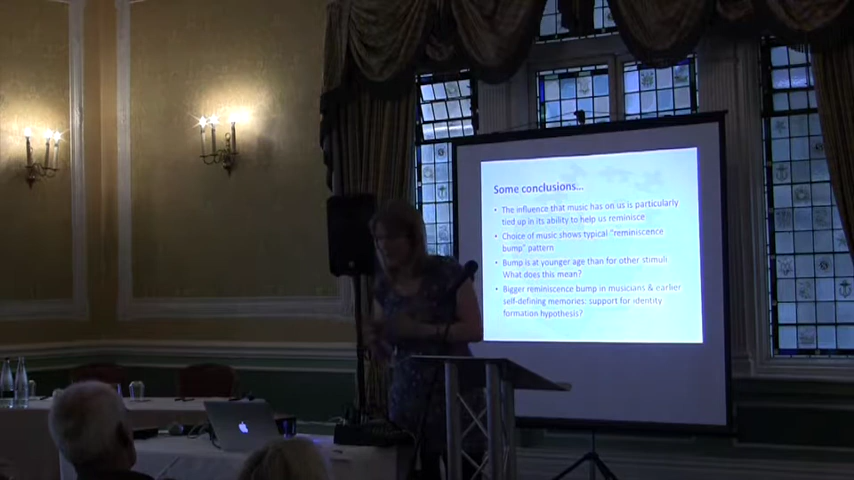 Some conclusions...
• The influence that music has on us is particularly
tied up in its ability to help us reminisce
• Choice of music shows typical "reminiscence
bump" pattern
• Bump is at younger age than for other stimuli.
What does this mean?
• Bigger reminiscence bump in musicians & earlier
self-defining memories: support for identity
formation hypothesis?